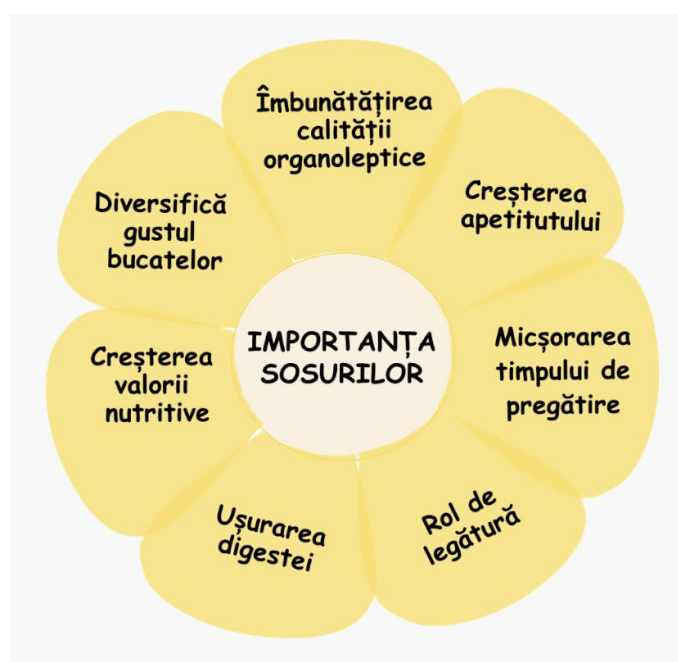 Îmbunătățirea
calității
organoleptice
Creșterea
apetitutului
Micșorarea
timpului de
pregătire
Rol de
legătură
Ușurarea
digestei
Creșterea
valorii
nutritive
Diversifică
gustul
bucatelor
IMPORTANȚA
SOSURILOR